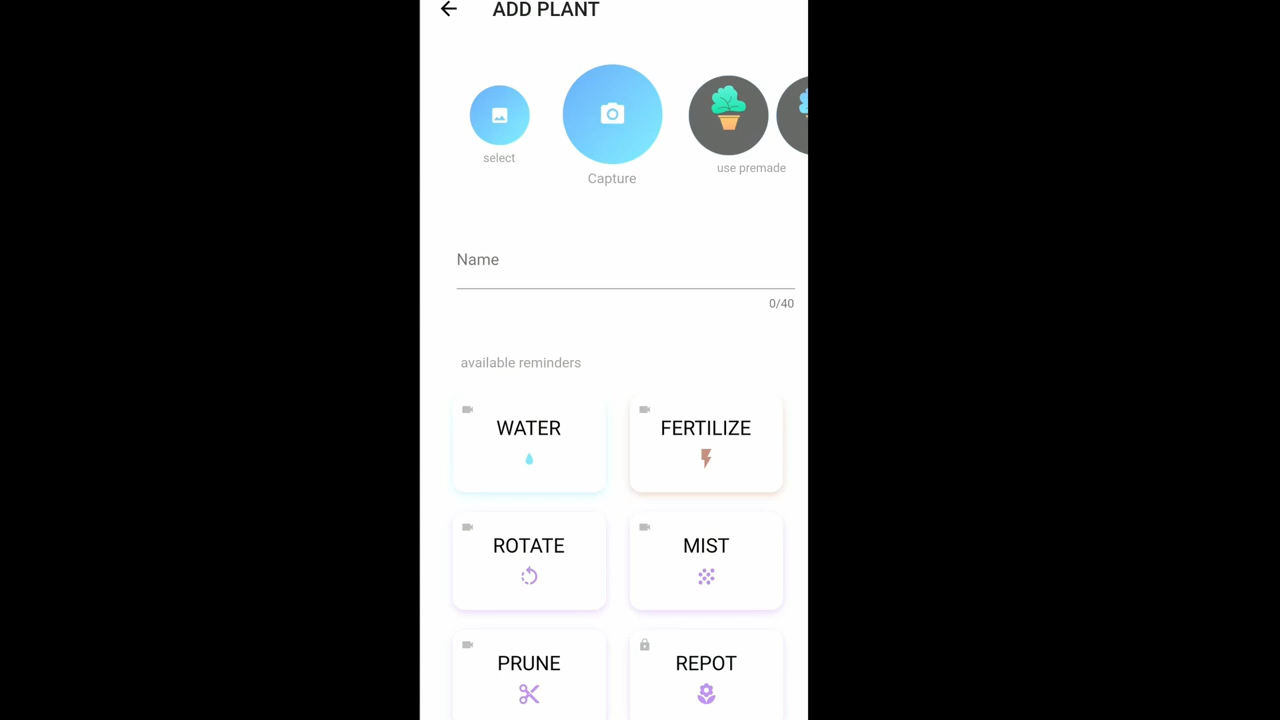 ADD PLANT
select
Capture
use premade
Name
0/40
available reminders
WATER
FERTILIZE
ROTATE
MIST
PRUNE
REPOT